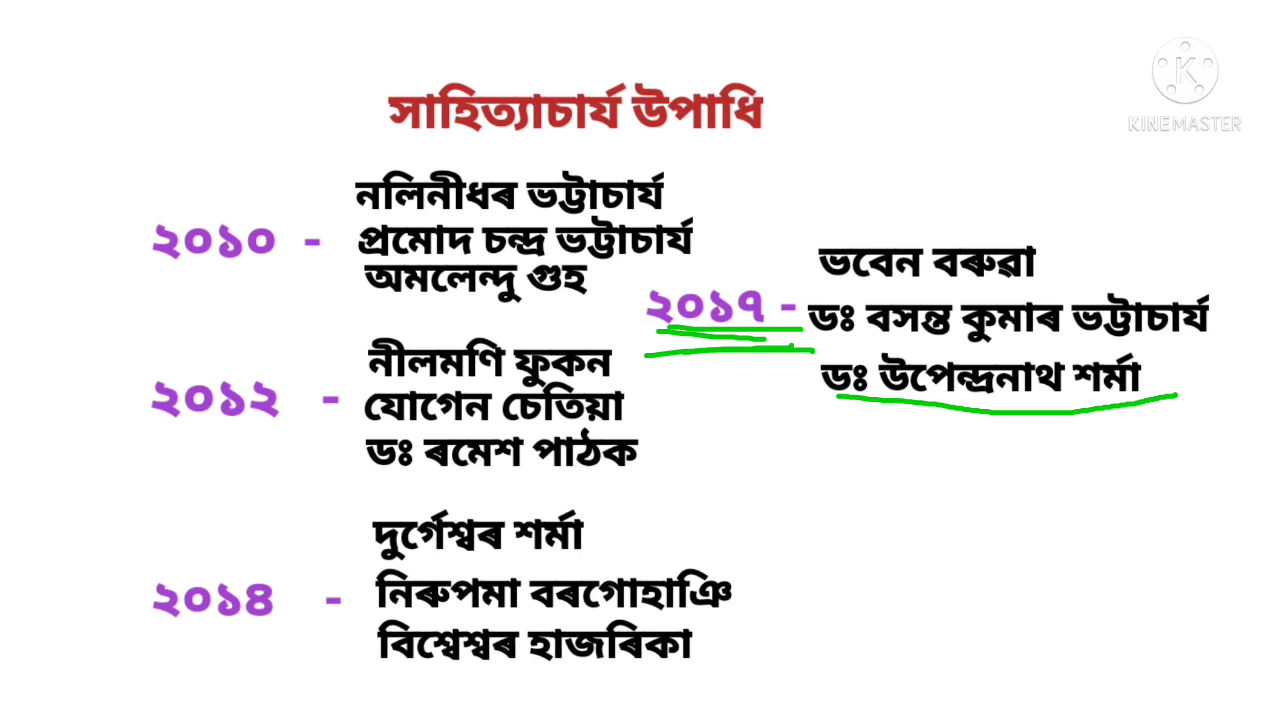 সাহিত্যাচাৰ্য উপাধি
KINEMASTER
২০১০ -
নলিনীধৰ ভট্টাচাৰ্য
প্ৰমোদ চন্দ্ৰ ভট্টাচাৰ্য
অমলেন্দু গুহ
২০১২ -
নীলমণি ফুকন
যোগেন চেতিয়া
ডঃ ৰমেশ পাঠক
২০১৪ -
দুৰ্গেশ্বৰ শৰ্মা
নিৰুপমা বৰগোহাঞি
বিশ্বেশ্বৰ হাজৰিকা
২০১৭ -
ভবেন বৰুৱা
ডঃ বসন্ত কুমাৰ ভট্টাচাৰ্য
ডঃ উপেন্দ্ৰনাথ শৰ্মা